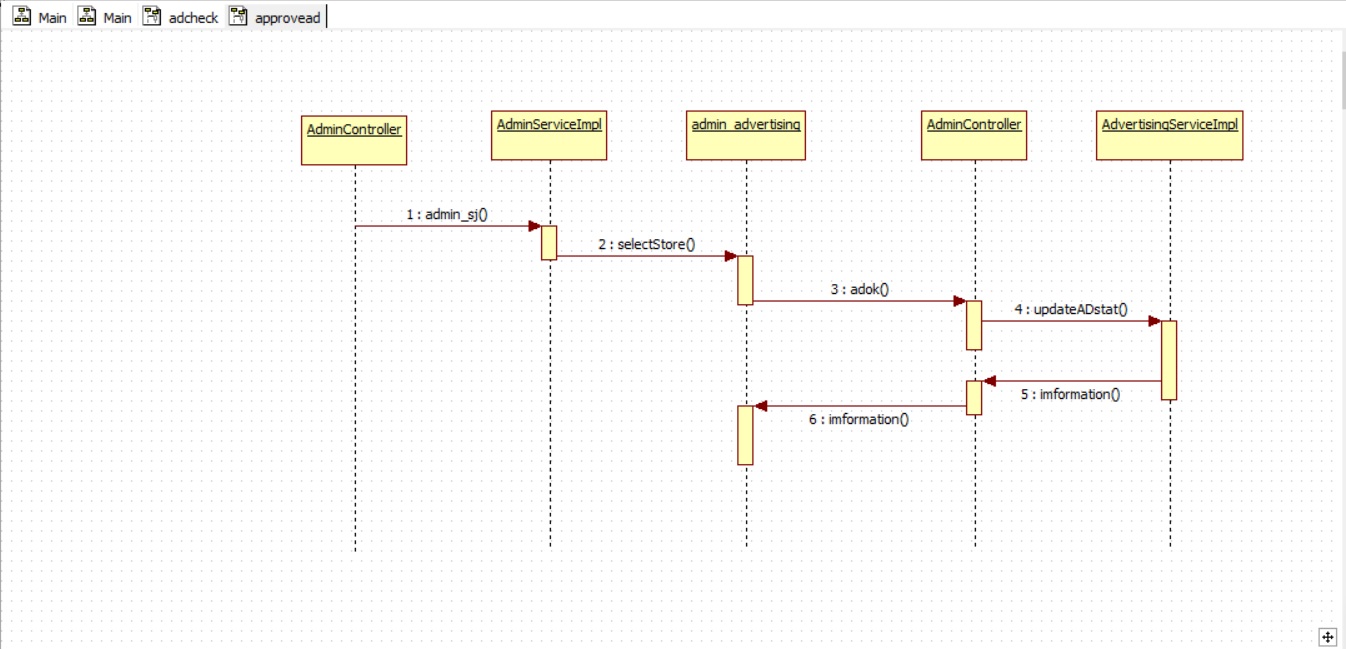 Main Main adcheck approvead
AdminController AdminServiceImpl admin_advertising AdminController AdvertisingServiceImpl
1 : admin_sj()
2 : selectStore()
3 : adok()
4 : updateADstat()
5 : imformation()
6 : imformation()